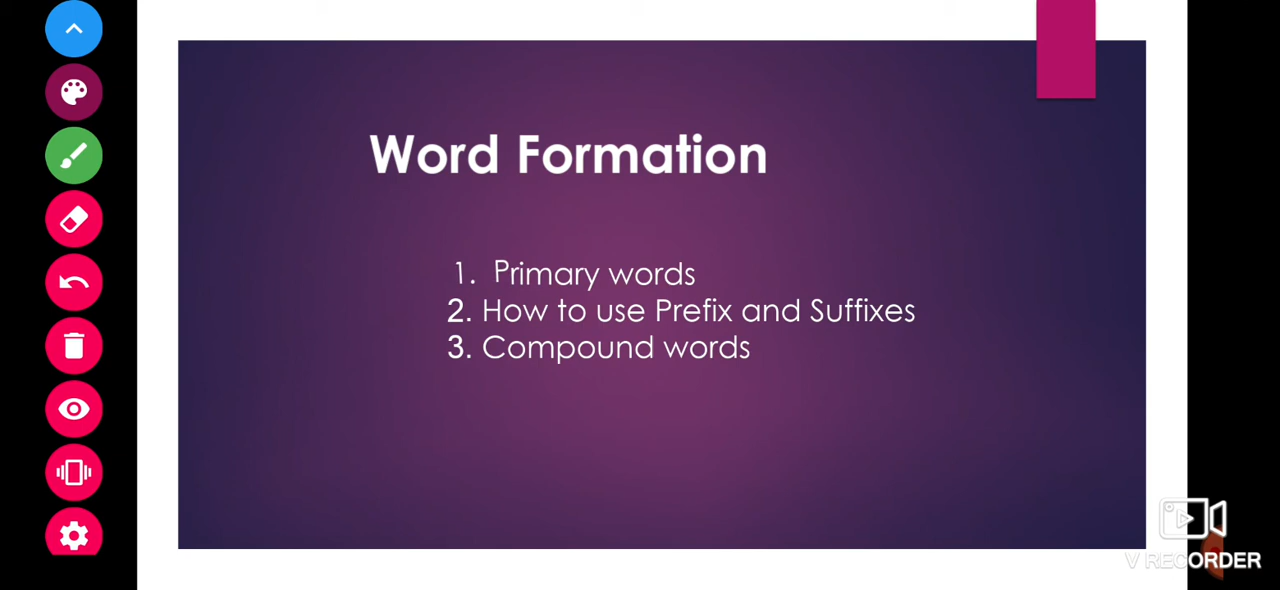 Word Formation
1. Primary words
2. How to use Prefix and Suffixes
3. Compound words
V RECORDER